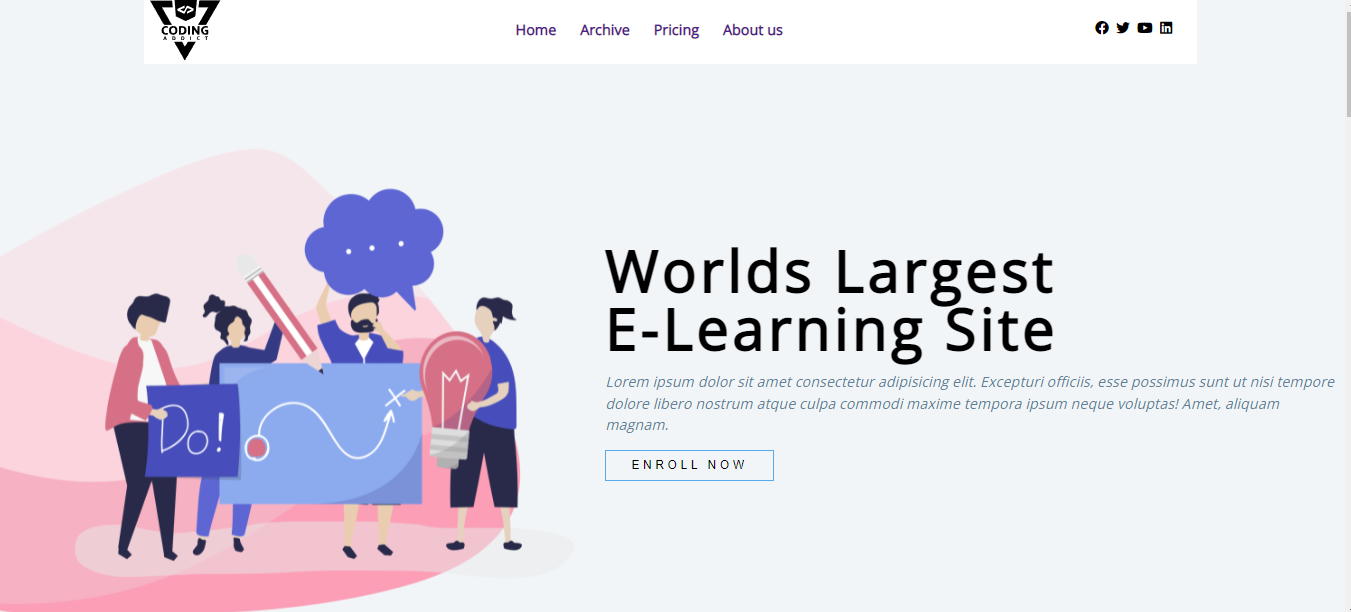 CODING
ADDICT
Home Archive Pricing About us
Worlds Largest
E-Learning Site
Lorem ipsum dolor sit amet consectetur adipisicing elit. Excepturi officiis, esse possimus sunt ut nisi tempore
dolore libero nostrum atque culpa commodi maxime tempora ipsum neque voluptas! Amet, aliquam
magnam.
Do!
ENROLL NOW